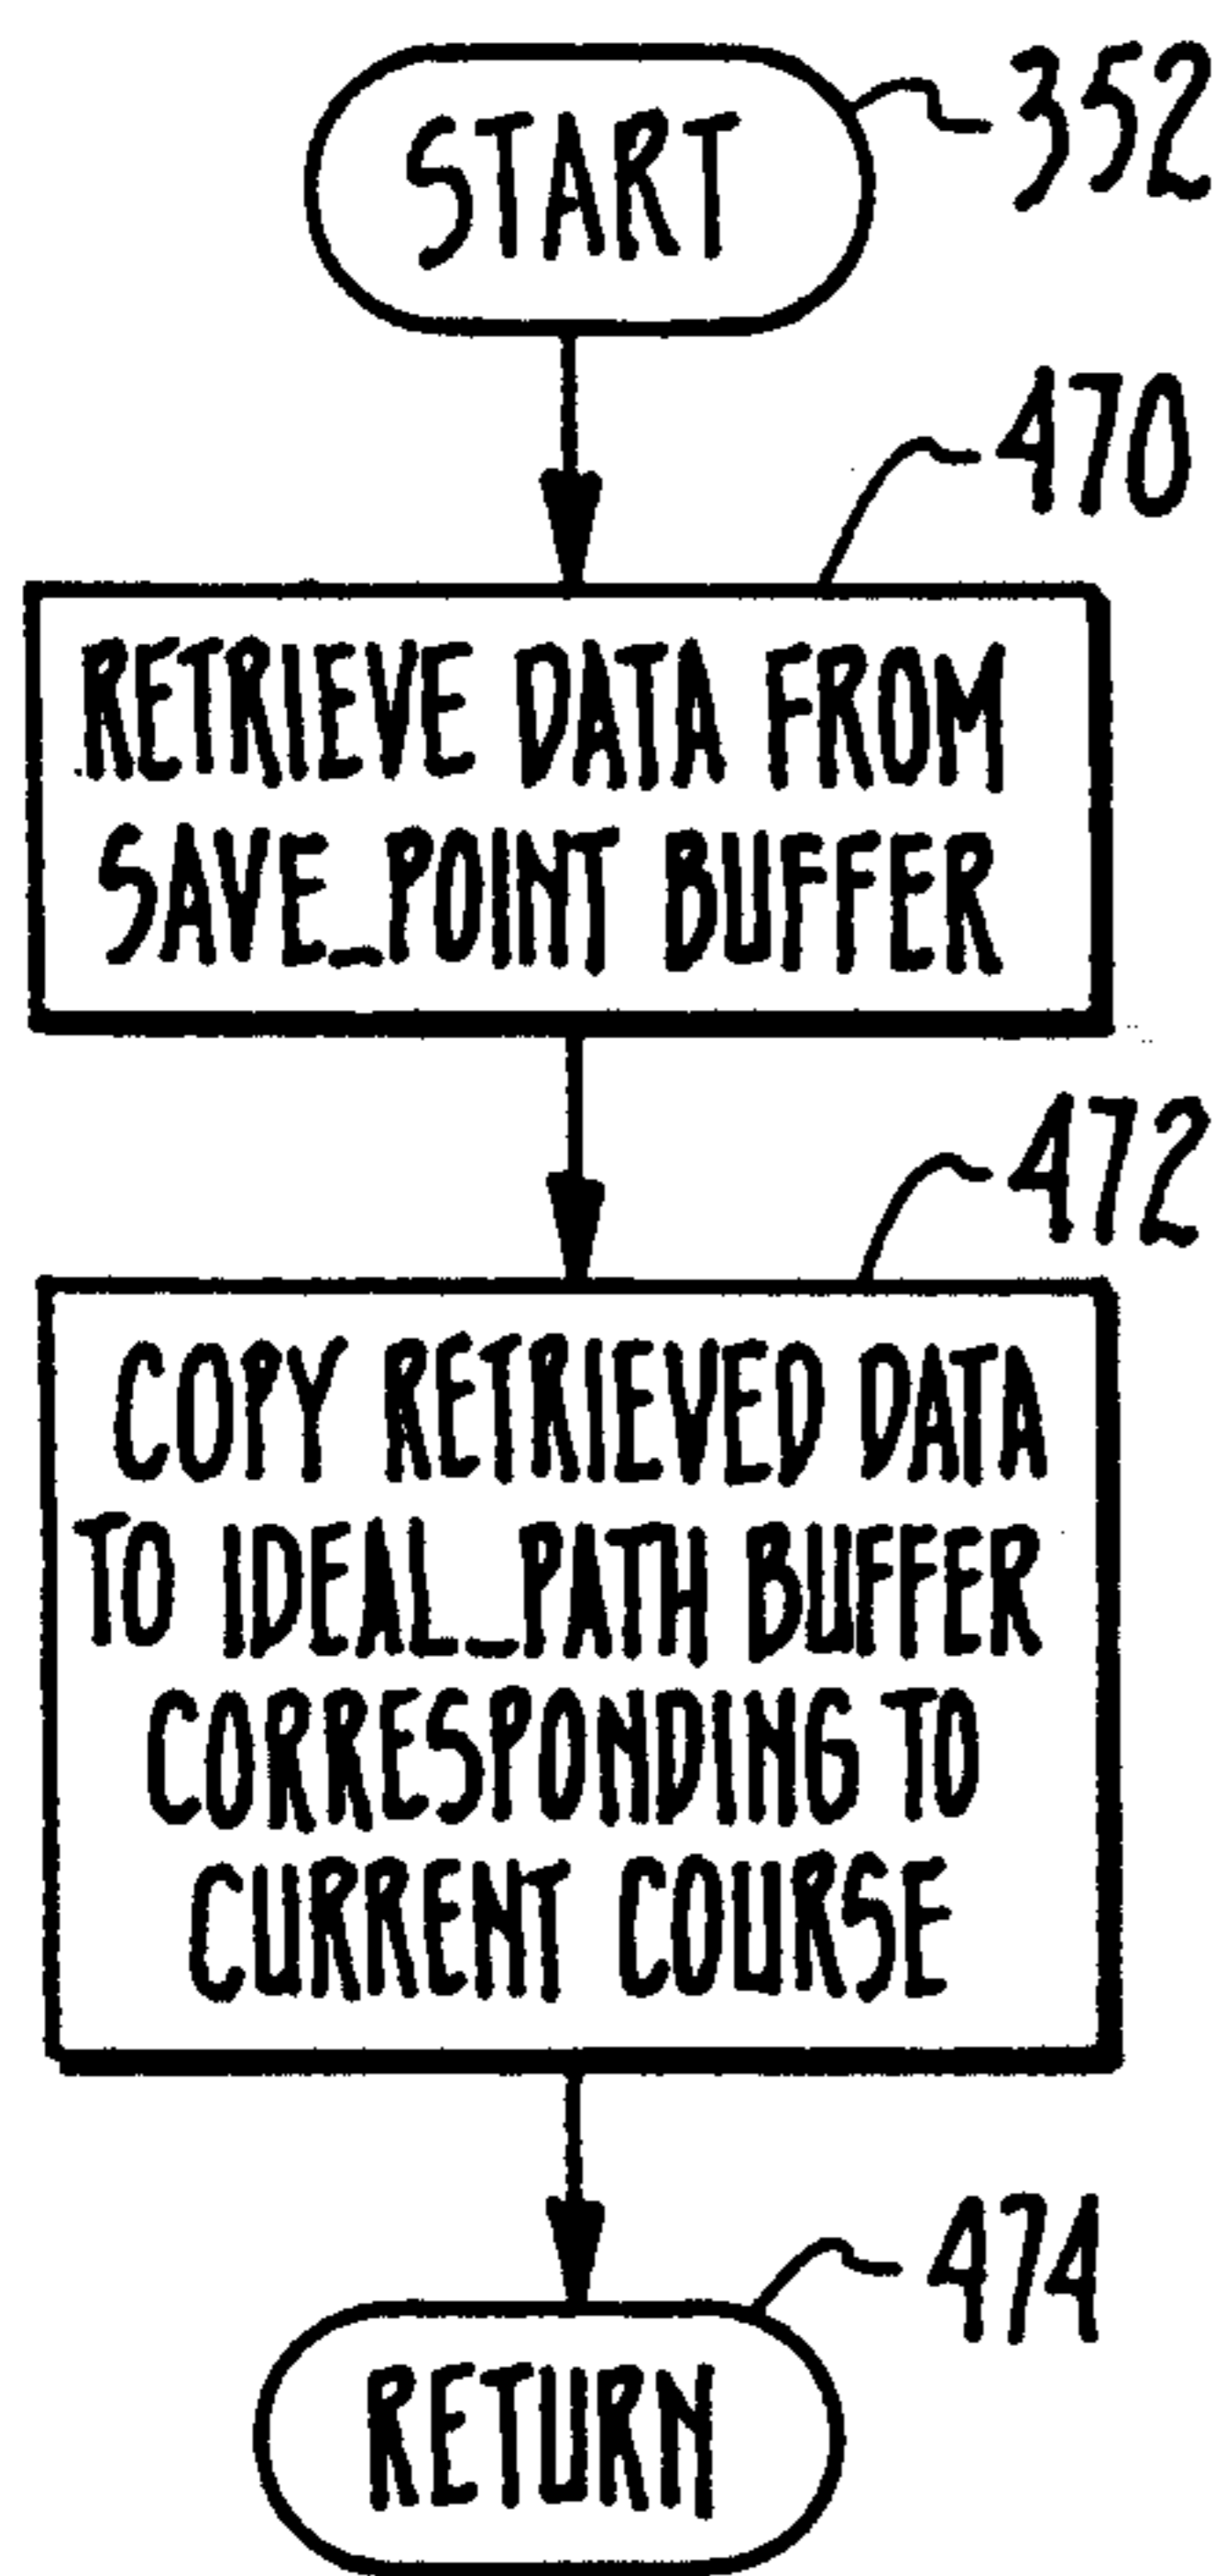 START
352
470
RETRIEVE DATA FROM
SAVE_POINT BUFFER
472
COPY RETRIEVED DATA
TO IDEAL_PATH BUFFER
CORRESPONDING TO
CURRENT COURSE
474
RETURN